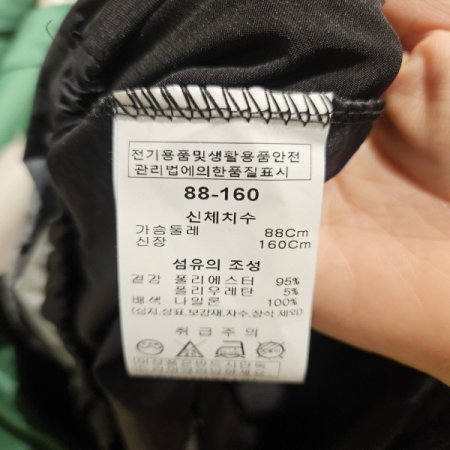 전기용품및생활용품안전
관리법에의한품질표시
88-160
신체치수
가슴둘레 88Cm
신장 160Cm
섬유의 조성
겉감 폴리에스터 95%
폴리우레탄 5%
배색 나일론 100%
(심지,상표,보강재,자수,장식 제외)
취급주의